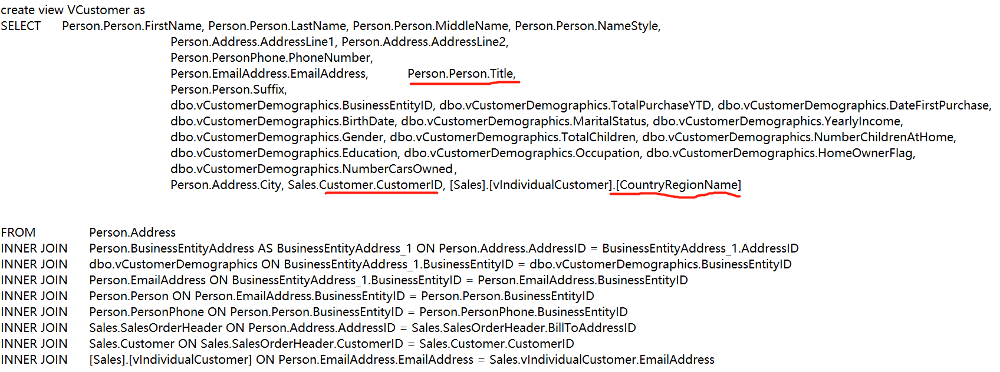 create view VCustomer as
SELECT Person.Person.FirstName, Person.Person.LastName, Person.Person.MiddleName, Person.Person.NameStyle,
Person.Address.AddressLine1, Person.Address.AddressLine2,
Person.PersonPhone.PhoneNumber,
Person.EmailAddress.EmailAddress, Person.Person.Title,
Person.Person.Suffix,
dbo.vCustomerDemographics.BusinessEntityID, dbo.vCustomerDemographics.TotalPurchaseYTD, dbo.vCustomerDemographics.DateFirstPurchase,
dbo.vCustomerDemographics.BirthDate, dbo.vCustomerDemographics.MaritalStatus, dbo.vCustomerDemographics.YearlyIncome,
dbo.vCustomerDemographics.Gender, dbo.vCustomerDemographics.TotalChildren, dbo.vCustomerDemographics.NumberChildrenAtHome,
dbo.vCustomerDemographics.Education, dbo.vCustomerDemographics.Occupation, dbo.vCustomerDemographics.HomeOwnerFlag,
dbo.vCustomerDemographics.NumberCarsOwned,
Person.Address.City, Sales.Customer.CustomerID, [Sales].[vIndividualCustomer].[CountryRegionName]
FROM Person.Address
INNER JOIN Person.BusinessEntityAddress AS BusinessEntityAddress_1 ON Person.Address.AddressID = BusinessEntityAddress_1.AddressID
INNER JOIN dbo.vCustomerDemographics ON BusinessEntityAddress_1.BusinessEntityID = dbo.vCustomerDemographics.BusinessEntityID
INNER JOIN Person.EmailAddress ON BusinessEntityAddress_1.BusinessEntityID = Person.EmailAddress.BusinessEntityID
INNER JOIN Person.Person ON Person.EmailAddress.BusinessEntityID = Person.Person.BusinessEntityID
INNER JOIN Person.PersonPhone ON Person.Person.BusinessEntityID = Person.PersonPhone.BusinessEntityID
INNER JOIN Sales.SalesOrderHeader ON Person.Address.AddressID = Sales.SalesOrderHeader.BillToAddressID
INNER JOIN Sales.Customer ON Sales.SalesOrderHeader.CustomerID = Sales.Customer.CustomerID
INNER JOIN [Sales].[vIndividualCustomer] ON Person.EmailAddress.EmailAddress = Sales.vIndividualCustomer.EmailAddress